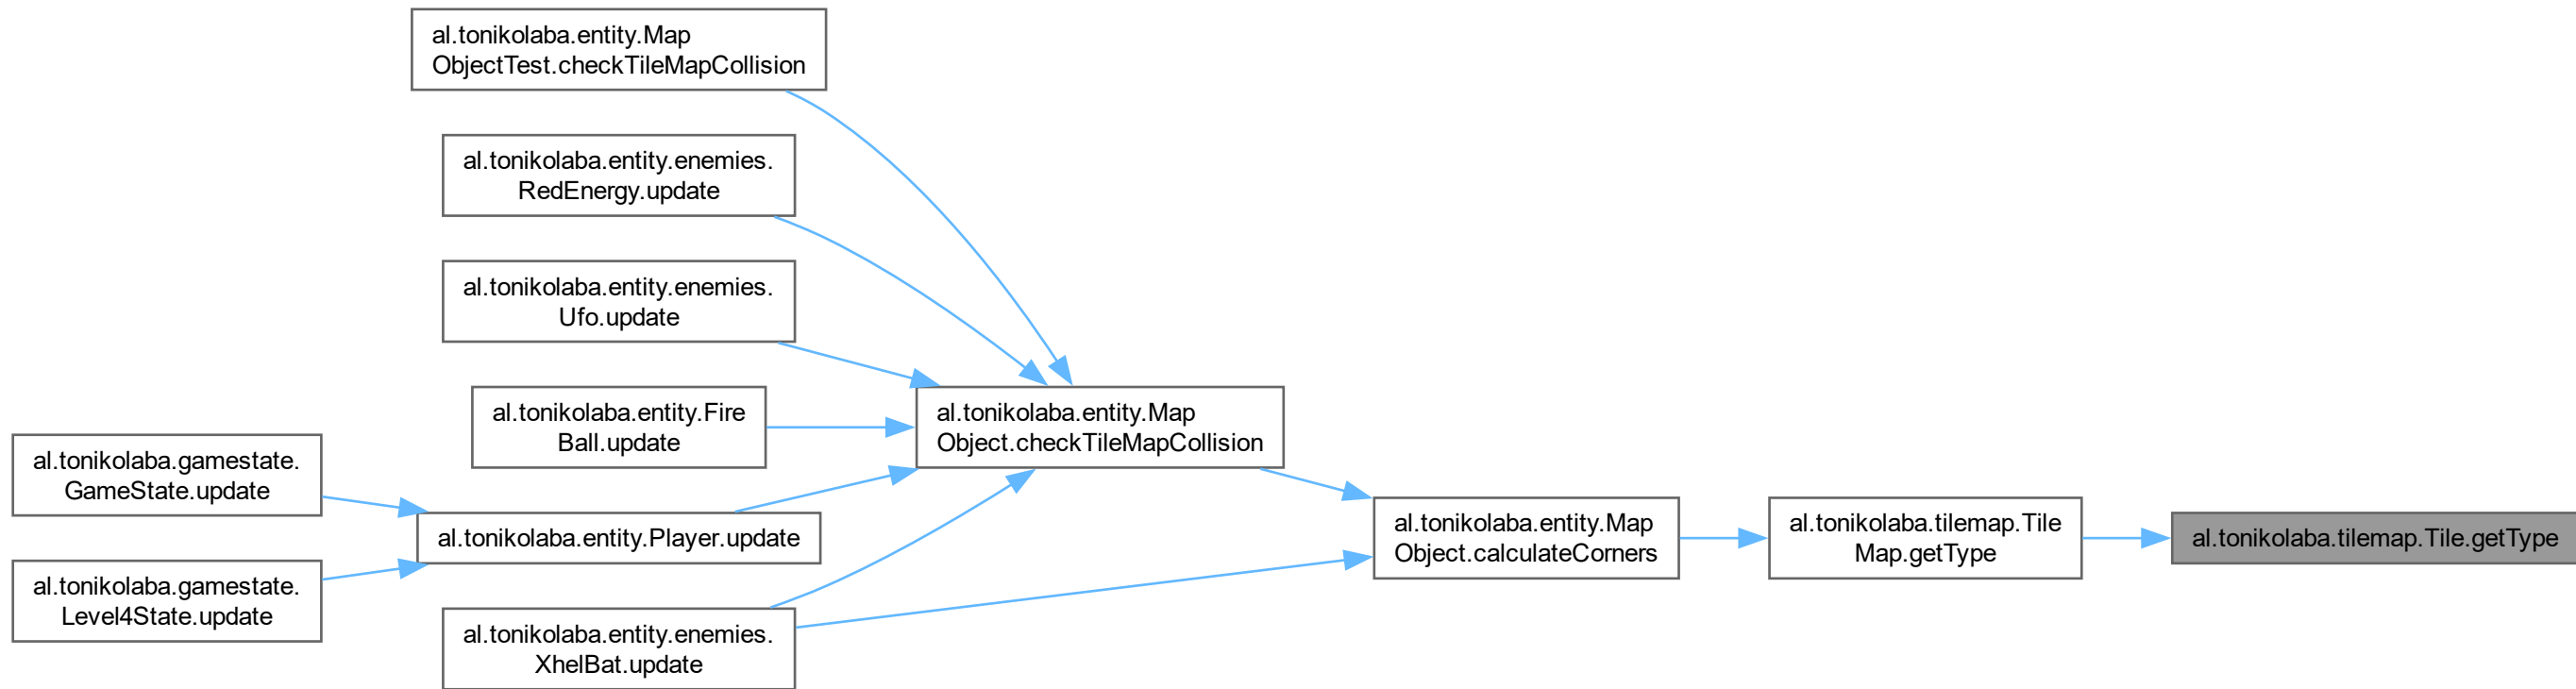 al.tonikolaba.entity.Map
ObjectTest.checkTileMapCollision
al.tonikolaba.entity.enemies.
RedEnergy.update
al.tonikolaba.entity.enemies.
Ufo.update
al.tonikolaba.entity.Fire
Ball.update
al.tonikolaba.entity.Map
Object.checkTileMapCollision
al.tonikolaba.gamestate.
GameState.update
al.tonikolaba.entity.Player.update
al.tonikolaba.entity.Map
Object.calculateCorners
al.tonikolaba.tilemap.Tile
Map.getType
al.tonikolaba.tilemap.Tile.getType
al.tonikolaba.gamestate.
Level4State.update
al.tonikolaba.entity.enemies.
XhelBat.update